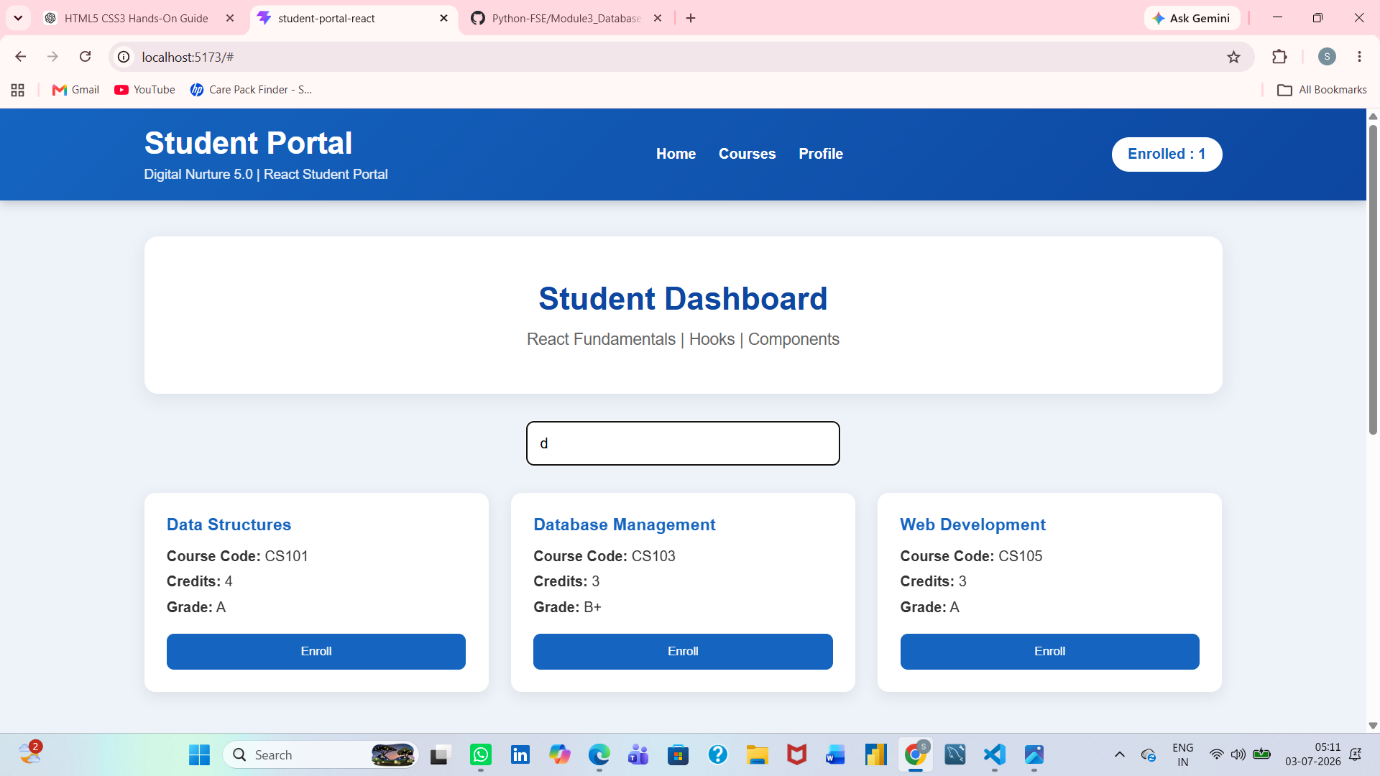 HTML5 CSS3 Hands-On Guide
student-portal-react
Python-FSE/Module3_Database
Ask Gemini
localhost:5173/#
S
Gmail
YouTube
hp
Care Pack Finder - S...
All Bookmarks
Student Portal
Digital Nurture 5.0 | React Student Portal
Home
Courses
Profile
Enrolled : 1
Student Dashboard
React Fundamentals | Hooks | Components
d
Data Structures
Course Code: CS101
Credits: 4
Grade: A
Enroll
Database Management
Course Code: CS103
Credits: 3
Grade: B+
Enroll
Web Development
Course Code: CS105
Credits: 3
Grade: A
Enroll
2
Search
ENG
IN
05:11
03-07-2026